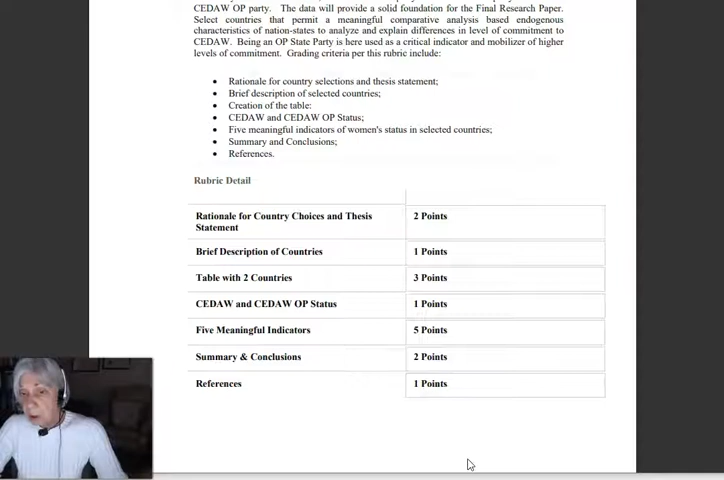 CEDAW OP party. The data will provide a solid foundation for the Final Research Paper.
Select countries that permit a meaningful comparative analysis based endogenous
characteristics of nation-states to analyze and explain differences in level of commitment to
CEDAW. Being an OP State Party is here used as a critical indicator and mobilizer of higher
levels of commitment. Grading criteria per this rubric include:
• Rationale for country selections and thesis statement;
• Brief description of selected countries;
• Creation of the table:
• CEDAW and CEDAW OP Status;
• Five meaningful indicators of women's status in selected countries;
• Summary and Conclusions;
• References.
Rubric Detail
Rationale for Country Choices and Thesis 2 Points
Statement
Brief Description of Countries 1 Points
Table with 2 Countries 3 Points
CEDAW and CEDAW OP Status 1 Points
Five Meaningful Indicators 5 Points
Summary & Conclusions 2 Points
References 1 Points